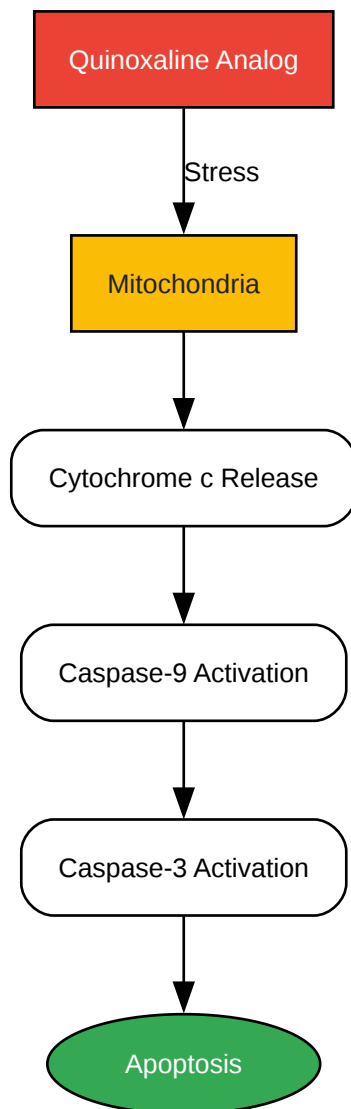 Quinoxaline Analog
Stress
Mitochondria
Cytochrome c Release
Caspase-9 Activation
Caspase-3 Activation
Apoptosis